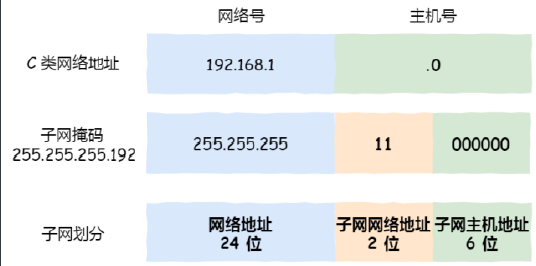 网络号 主机号
C 类网络地址 192.168.1 .0
子网掩码
255.255.255.192 255.255.255 11 000000
子网划分 网络地址 子网网络地址 子网主机地址
24 位 2 位 6 位